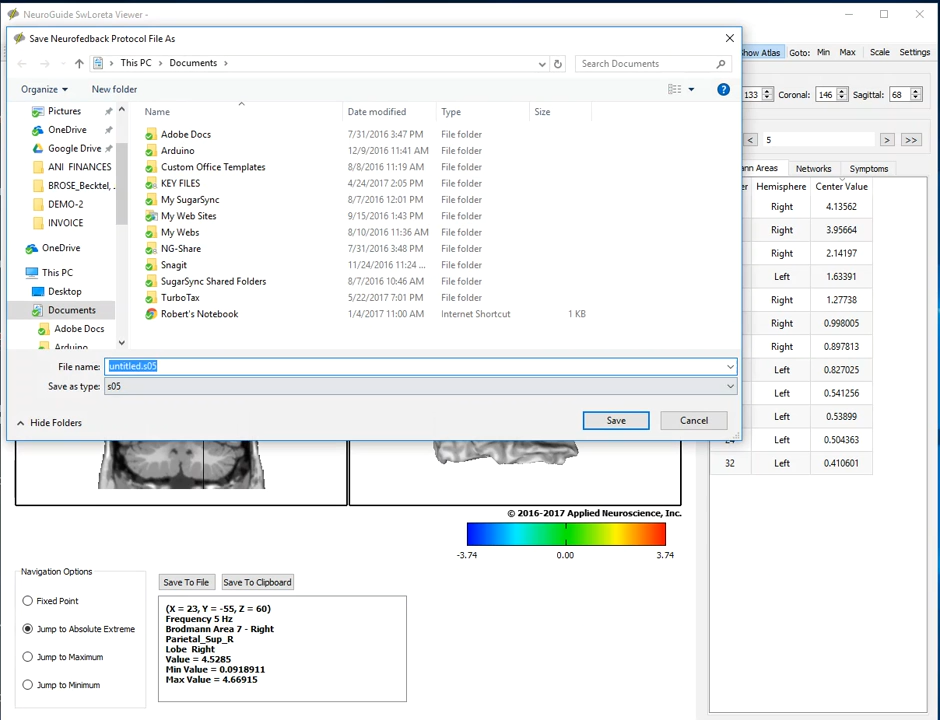 NeuroGuide SwLoreta Viewer -
Save Neurofedback Protocol File As
This PC > Documents >
Search Documents
Organize
New folder
Pictures
OneDrive
Google Drive
ANI FINANCES
BROSE_Becktel, .
DEMO-2
INVOICE
OneDrive
This PC
Desktop
Documents
Adobe Docs
Arduino
Name Date modified Type Size
Adobe Docs 7/31/2016 3:47 PM File folder
Arduino 12/9/2016 11:41 AM File folder
Custom Office Templates 8/8/2016 11:19 AM File folder
KEY FILES 4/24/2017 2:05 PM File folder
My SugarSync 8/7/2016 12:01 PM File folder
My Web Sites 9/15/2016 1:43 PM File folder
My Webs 8/10/2016 11:36 AM File folder
NG-Share 7/31/2016 3:48 PM File folder
Snagit 11/24/2016 11:24 ... File folder
SugarSync Shared Folders 8/7/2016 10:46 AM File folder
TurboTax 5/22/2017 7:01 PM File folder
Robert's Notebook 1/4/2017 11:00 AM Internet Shortcut 1 KB
File name: untitled.s05
Save as type: s05
Hide Folders
Save
Cancel
Show Atlas Goto: Min Max Scale Settings
133 Coronal: 146 Sagittal: 68
< 5 > >>
nn Areas Networks Symptoms
er Hemisphere Center Value
Right 4.13562
Right 3.95664
Right 2.14197
Left 1.63391
Right 1.27738
Right 0.998005
Right 0.897813
Left 0.827025
Left 0.541256
Left 0.53899
24 Left 0.504363
32 Left 0.410601
© 2016-2017 Applied Neuroscience, Inc.
-3.74 0.00 3.74
Navigation Options
Fixed Point
Jump to Absolute Extreme
Jump to Maximum
Jump to Minimum
Save To File
Save To Clipboard
(X = 23, Y = -55, Z = 60)
Frequency 5 Hz
Brodmann Area 7 - Right
Parietal_Sup_R
Lobe Right
Value = 4.5285
Min Value = 0.0918911
Max Value = 4.66915